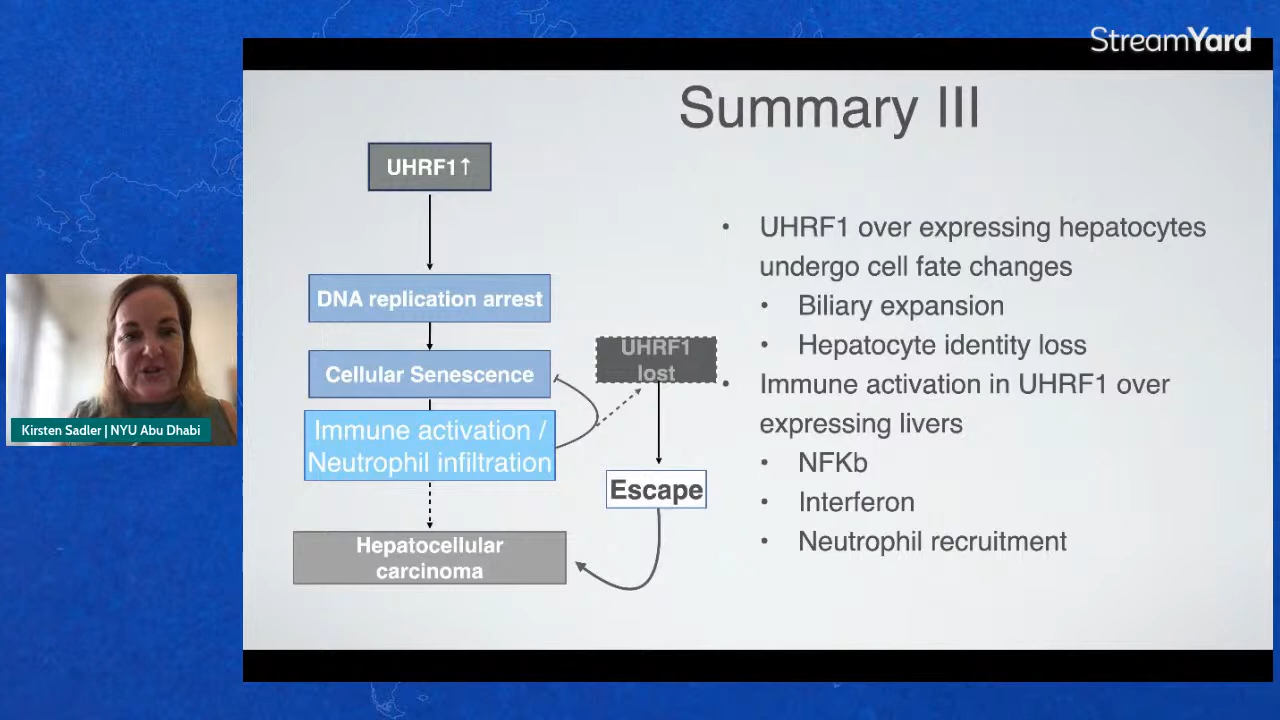 StreamYard
Summary III
UHRF1↑
DNA replication arrest
Cellular Senescence
Immune activation /
Neutrophil infiltration
Hepatocellular
carcinoma
UHRF1
lost
Escape
• UHRF1 over expressing hepatocytes
undergo cell fate changes
• Biliary expansion
• Hepatocyte identity loss
• Immune activation in UHRF1 over
expressing livers
• NFKb
• Interferon
• Neutrophil recruitment
Kirsten Sadler | NYU Abu Dhabi